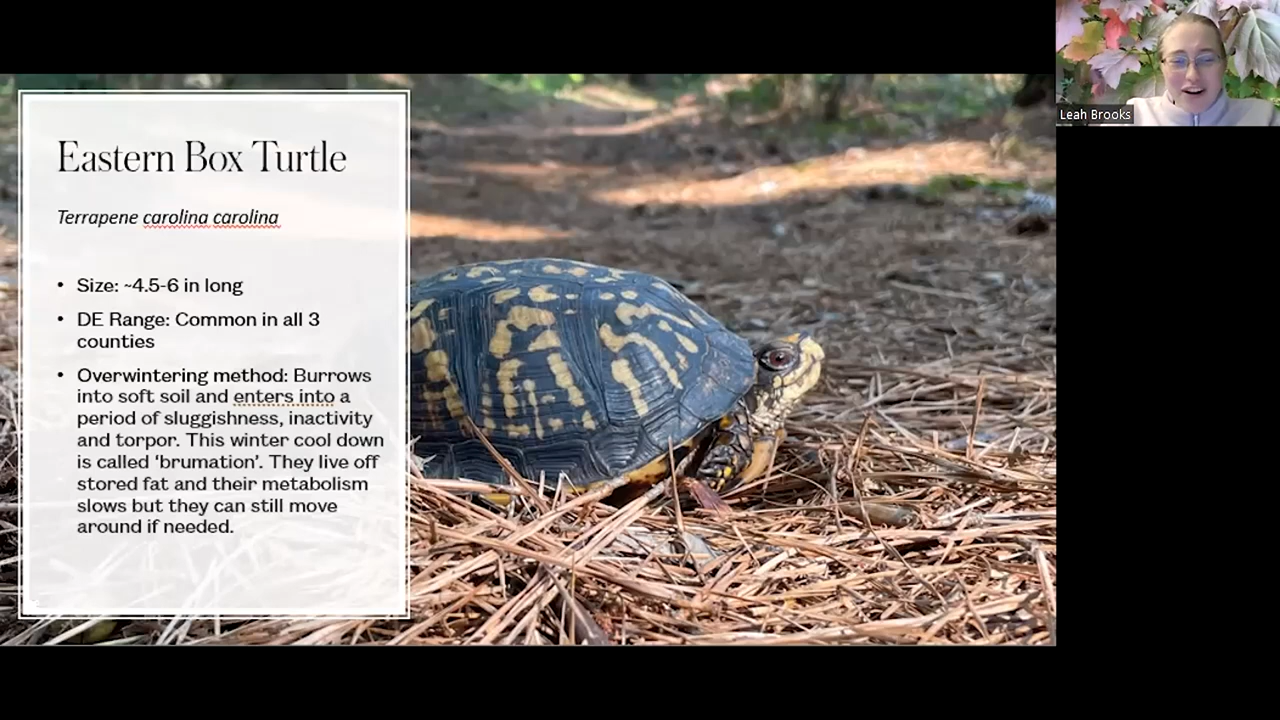 Leah Brooks
Eastern Box Turtle
Terrapene carolina carolina
• Size: ~4.5-6 in long
• DE Range: Common in all 3
counties
• Overwintering method: Burrows
into soft soil and enters into a
period of sluggishness, inactivity
and torpor. This winter cool down
is called ‘brumation’. They live off
stored fat and their metabolism
slows but they can still move
around if needed.